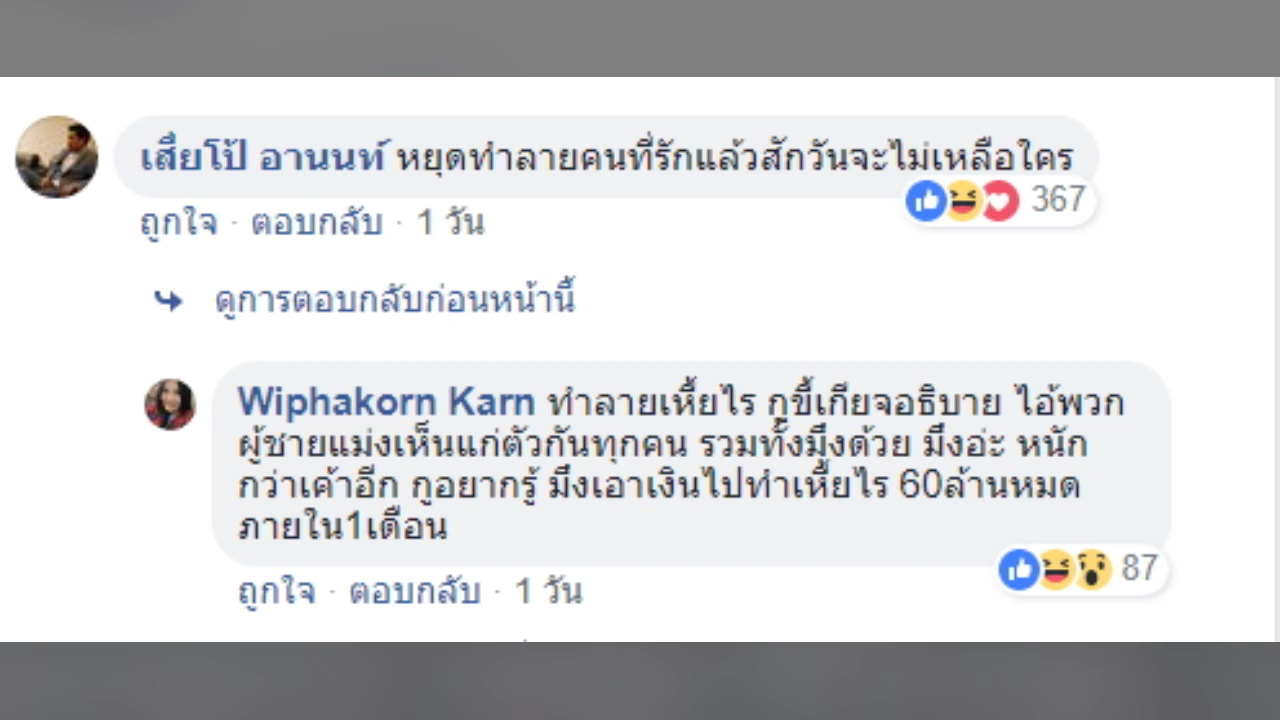 เสี่ยโป้ อานนท์ หยุดทำลายคนที่รักแล้วสักวันจะไม่เหลือใคร
367
ถูกใจ · ตอบกลับ · 1 วัน
ดูการตอบกลับก่อนหน้านี้
Wiphakorn Karn ทำลายเหี้ยไร กูขี้เกียจอธิบาย ไอ้พวก
ผู้ชายแม่งเห็นแก่ตัวกันทุกคน รวมทั้งมึงด้วย มึงอ่ะ หนัก
กว่าเค้าอีก กูอยากรู้ มึงเอาเงินไปทำเหี้ยไร 60ล้านหมด
ภายใน1เดือน
87
ถูกใจ · ตอบกลับ · 1 วัน